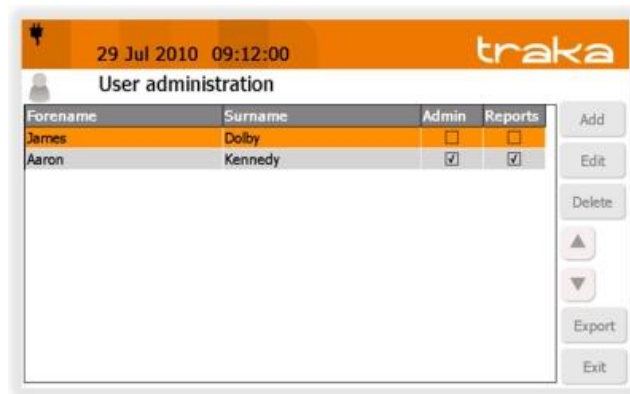 29 Jul 2010 09:12:00
traka
User administration
Forename Surname Admin Reports
James Dolby
Aaron Kennedy
Add
Edit
Delete
Export
Exit